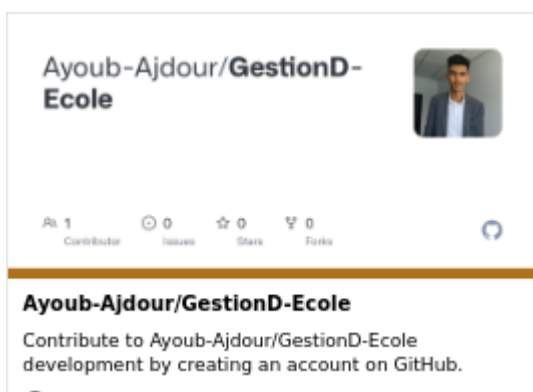 Ayoub-Ajdour/GestionD-
Ecole
1
Contributor
0
Issues
0
Stars
0
Forks
Ayoub-Ajdour/GestionD-Ecole
Contribute to Ayoub-Ajdour/GestionD-Ecole
development by creating an account on GitHub.